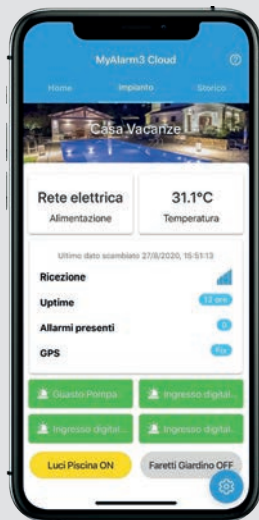 MyAlarm3 Cloud
Home Impianto Storico
Casa Vacanze
Rete elettrica 31.1°C
Alimentazione Temperatura
Ultimo dato scambiato 27/8/2020, 15:51:13
Ricezione
Uptime 12 ore
Allarmi presenti 0
GPS Fix
Guasto Pompa Ingresso digital...
Ingresso digital... Ingresso digital...
Luci Piscina ON Faretti Giardino OFF